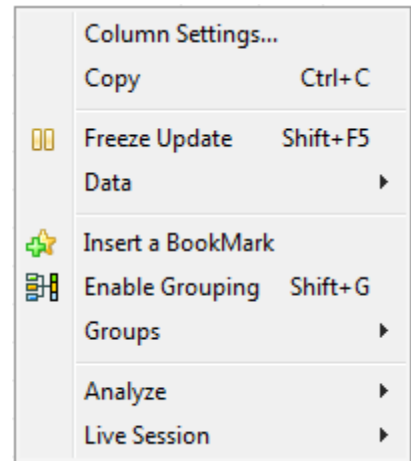 Column Settings...
Copy Ctrl+C
Freeze Update Shift+F5
Data
Insert a BookMark
Enable Grouping Shift+G
Groups
Analyze
Live Session